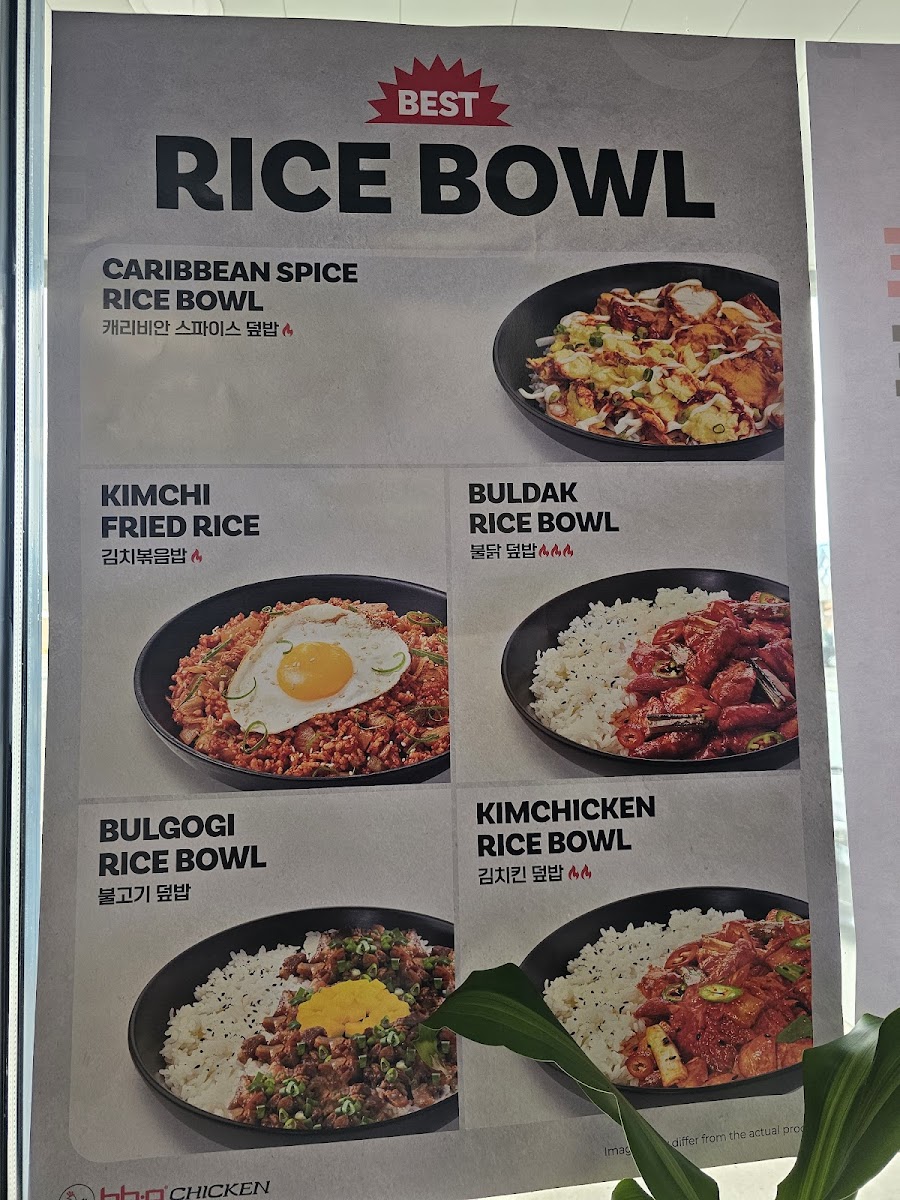 BEST
RICE BOWL
CARIBBEAN SPICE
RICE BOWL
캐리비안 스파이스 덮밥
KIMCHI
FRIED RICE
김치볶음밥
BULDAK
RICE BOWL
불닭 덮밥
BULGOGI
RICE BOWL
불고기 덮밥
KIMCHICKEN
RICE BOWL
김치킨 덮밥
differ from the actual
bb.q CHICKEN